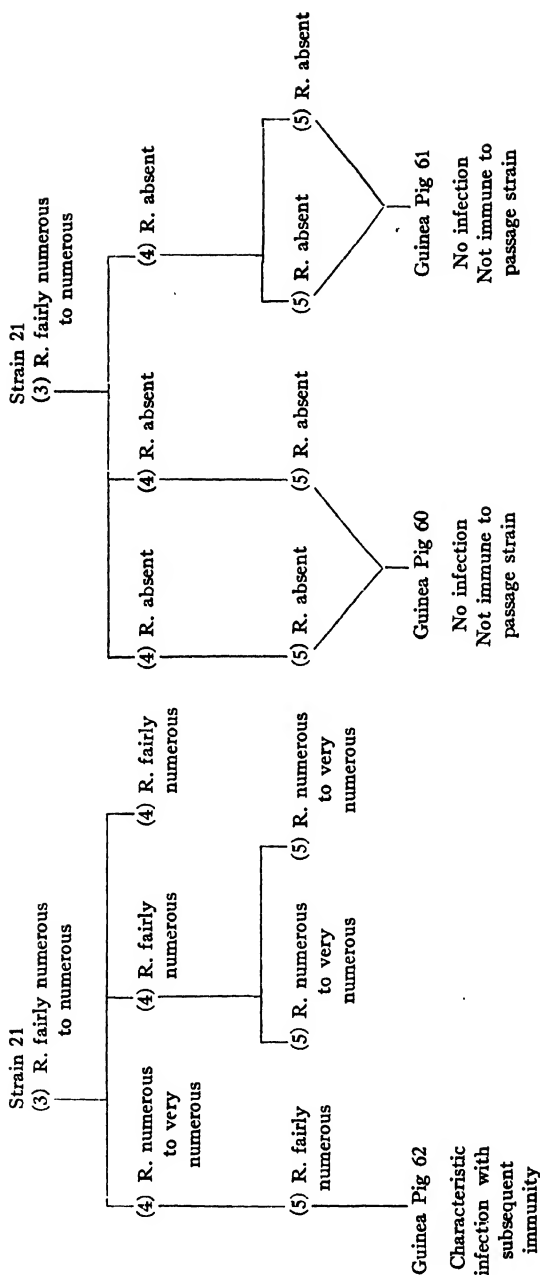 Strain 21
(3) R. fairly numerous
to numerous
(4) R. numerous
to very
numerous
(4) R. fairly
numerous
(4) R. fairly
numerous
(5) R. fairly
numerous
(5) R. numerous
to very
numerous
(5) R. numerous
to very
numerous
Guinea Pig 62
Characteristic
infection with
subsequent
immunity
Strain 21
(3) R. fairly numerous
to numerous
(4) R. absent
(4) R. absent
(4) R. absent
(5) R. absent
(5) R. absent
(5) R. absent
(5) R. absent
Guinea Pig 60
No infection
Not immune to
passage strain
Guinea Pig 61
No infection
Not immune to
passage strain